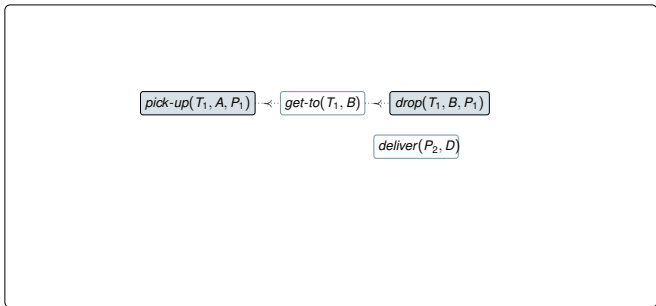 pick-up(T₁, A, P₁) ≺ get-to(T₁, B) ≺ drop(T₁, B, P₁)
deliver(P₂, D)